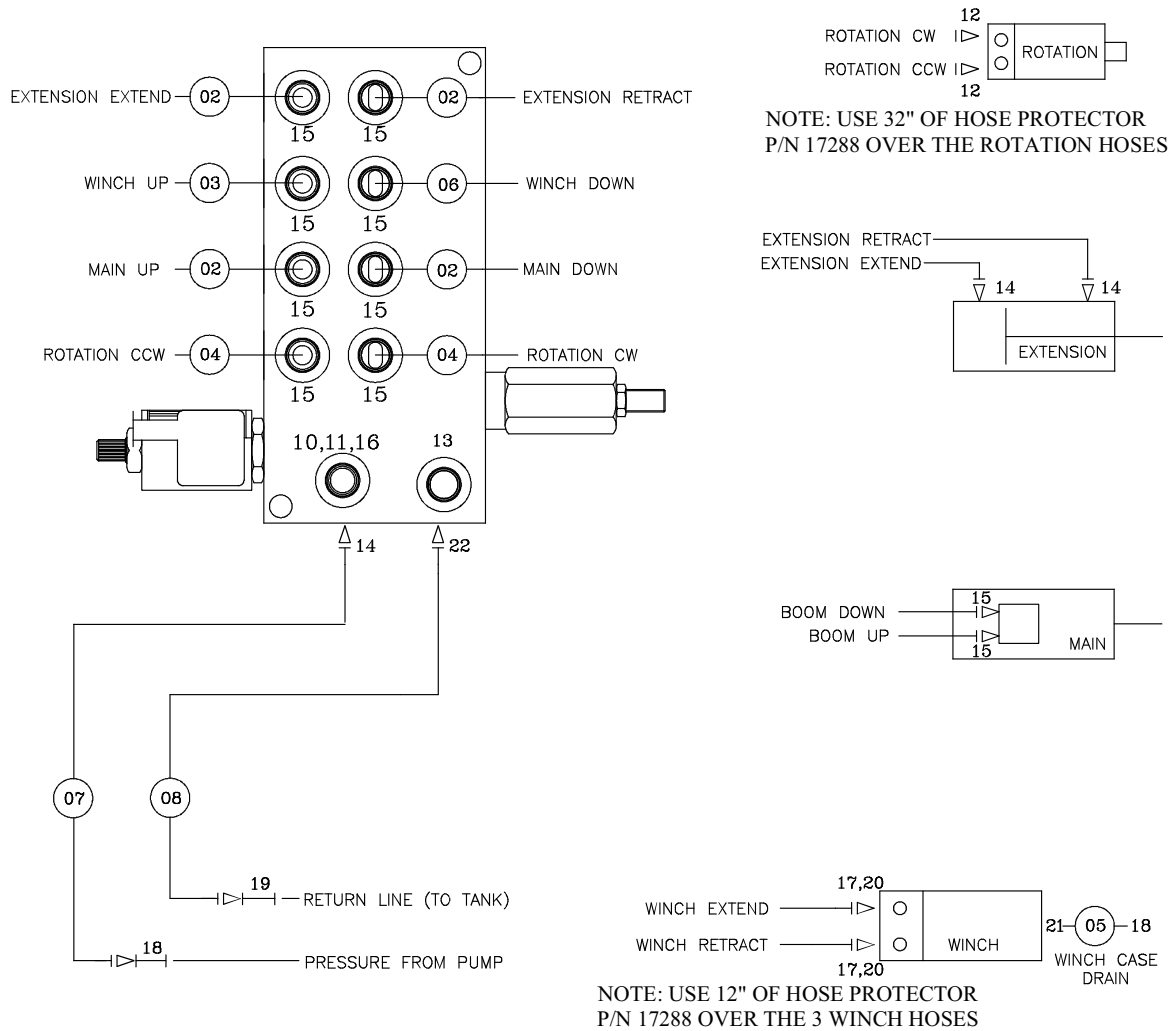 12
ROTATION CW
ROTATION
ROTATION CCW
12
NOTE: USE 32" OF HOSE PROTECTOR
P/N 17288 OVER THE ROTATION HOSES
EXTENSION EXTEND 02 02 EXTENSION RETRACT
15 15
WINCH UP 03 06 WINCH DOWN
15 15
MAIN UP 02 02 MAIN DOWN
15 15
ROTATION CCW 04 04 ROTATION CW
15 15
10,11,16 13
14 22
07 08
19 RETURN LINE (TO TANK)
18 PRESSURE FROM PUMP
EXTENSION RETRACT
EXTENSION EXTEND
14 14
EXTENSION
15
BOOM DOWN
BOOM UP
MAIN
15
17,20
WINCH EXTEND
WINCH RETRACT
WINCH
17,20
21 05 18
WINCH CASE
DRAIN
NOTE: USE 12" OF HOSE PROTECTOR
P/N 17288 OVER THE 3 WINCH HOSES